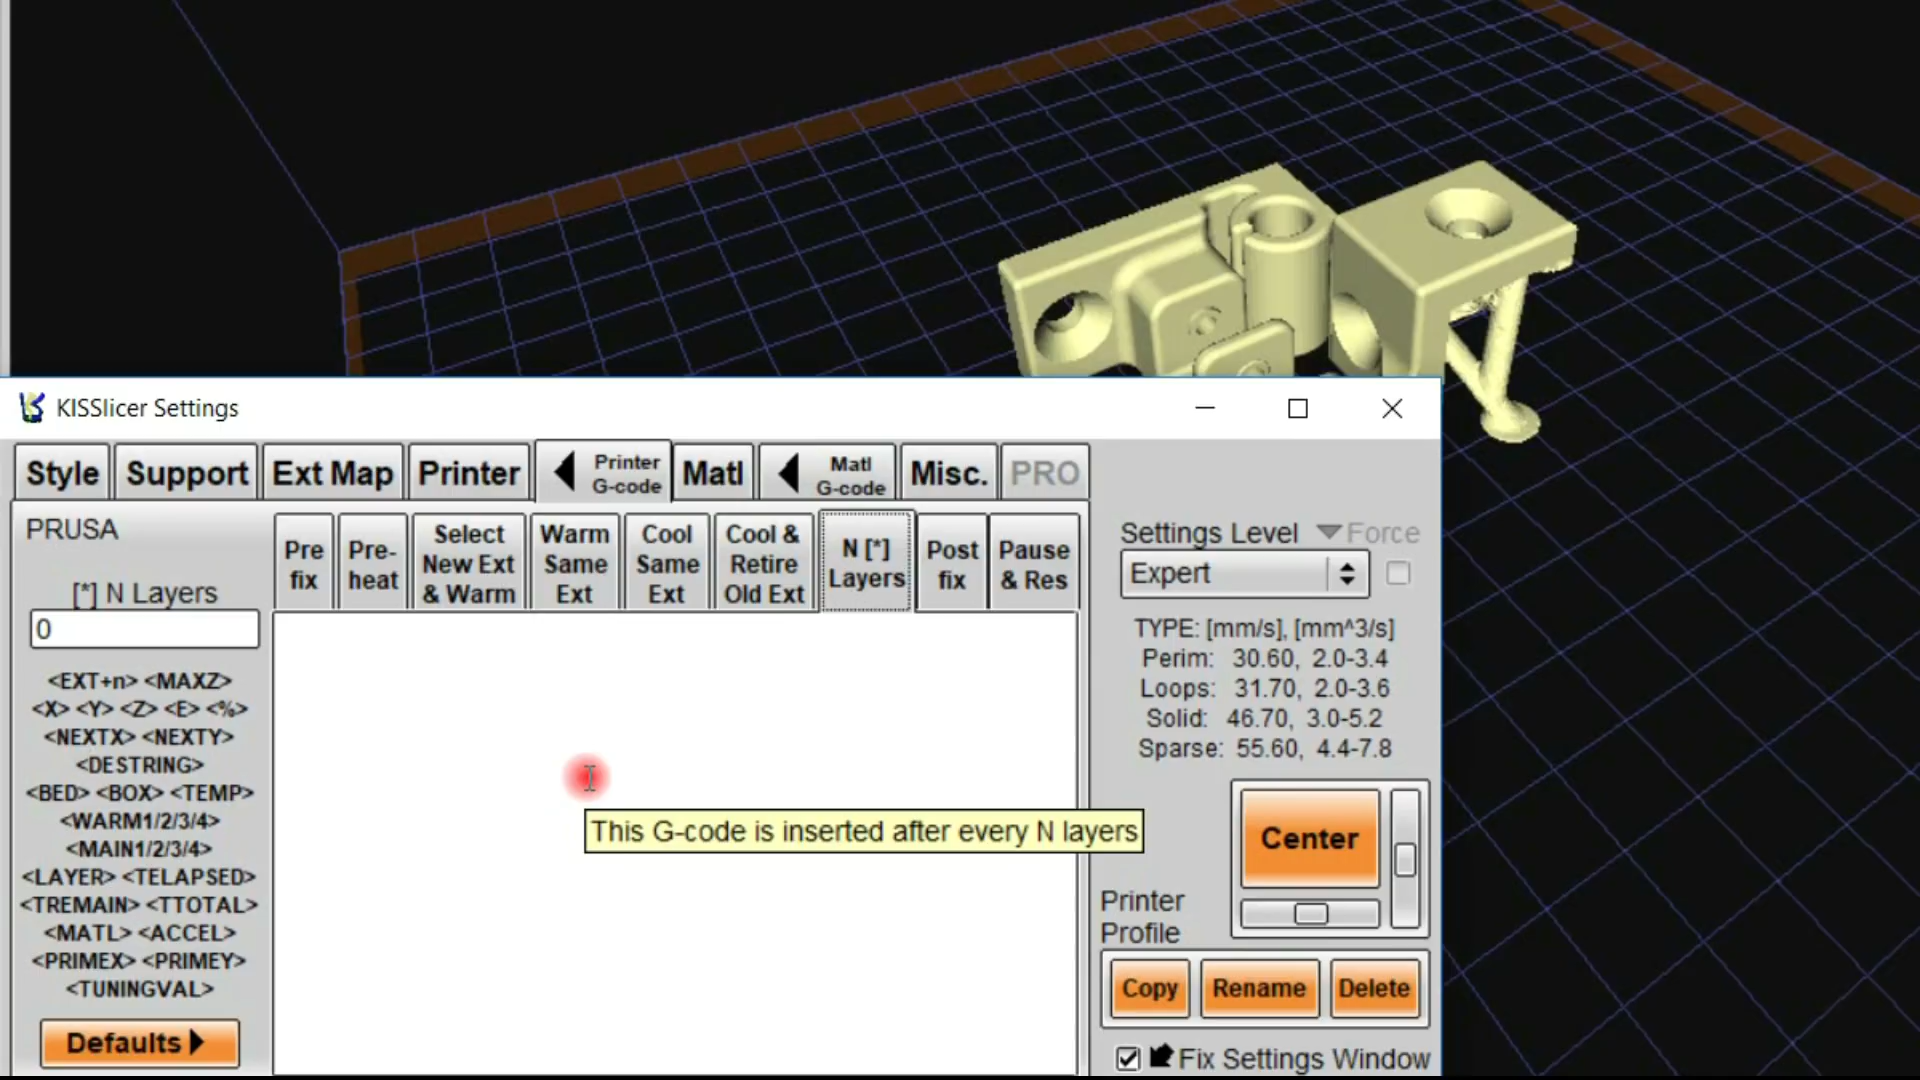 KISSlicer Settings
Style
Support
Ext Map
Printer
Printer
G-code
Matl
Matl
G-code
Misc.
PRO
PRUSA
[*] N Layers
0
<EXT+n> <MAXZ>
<X> <Y> <Z> <E> <%>
<NEXTX> <NEXTY>
<DESTRING>
<BED> <BOX> <TEMP>
<WARM1/2/3/4>
<MAIN1/2/3/4>
<LAYER> <TELAPSED>
<TREMAIN> <TTOTAL>
<MATL> <ACCEL>
<PRIMEX> <PRIMEY>
<TUNINGVAL>
Defaults
Pre
fix
Pre-
heat
Select
New Ext
& Warm
Warm
Same
Ext
Cool
Same
Ext
Cool &
Retire
Old Ext
N [*]
Layers
Post
fix
Pause
& Res
This G-code is inserted after every N layers
Settings Level
Force
Expert
TYPE: [mm/s], [mm^3/s]
Perim: 30.60, 2.0-3.4
Loops: 31.70, 2.0-3.6
Solid: 46.70, 3.0-5.2
Sparse: 55.60, 4.4-7.8
Center
Printer
Profile
Copy
Rename
Delete
Fix Settings Window